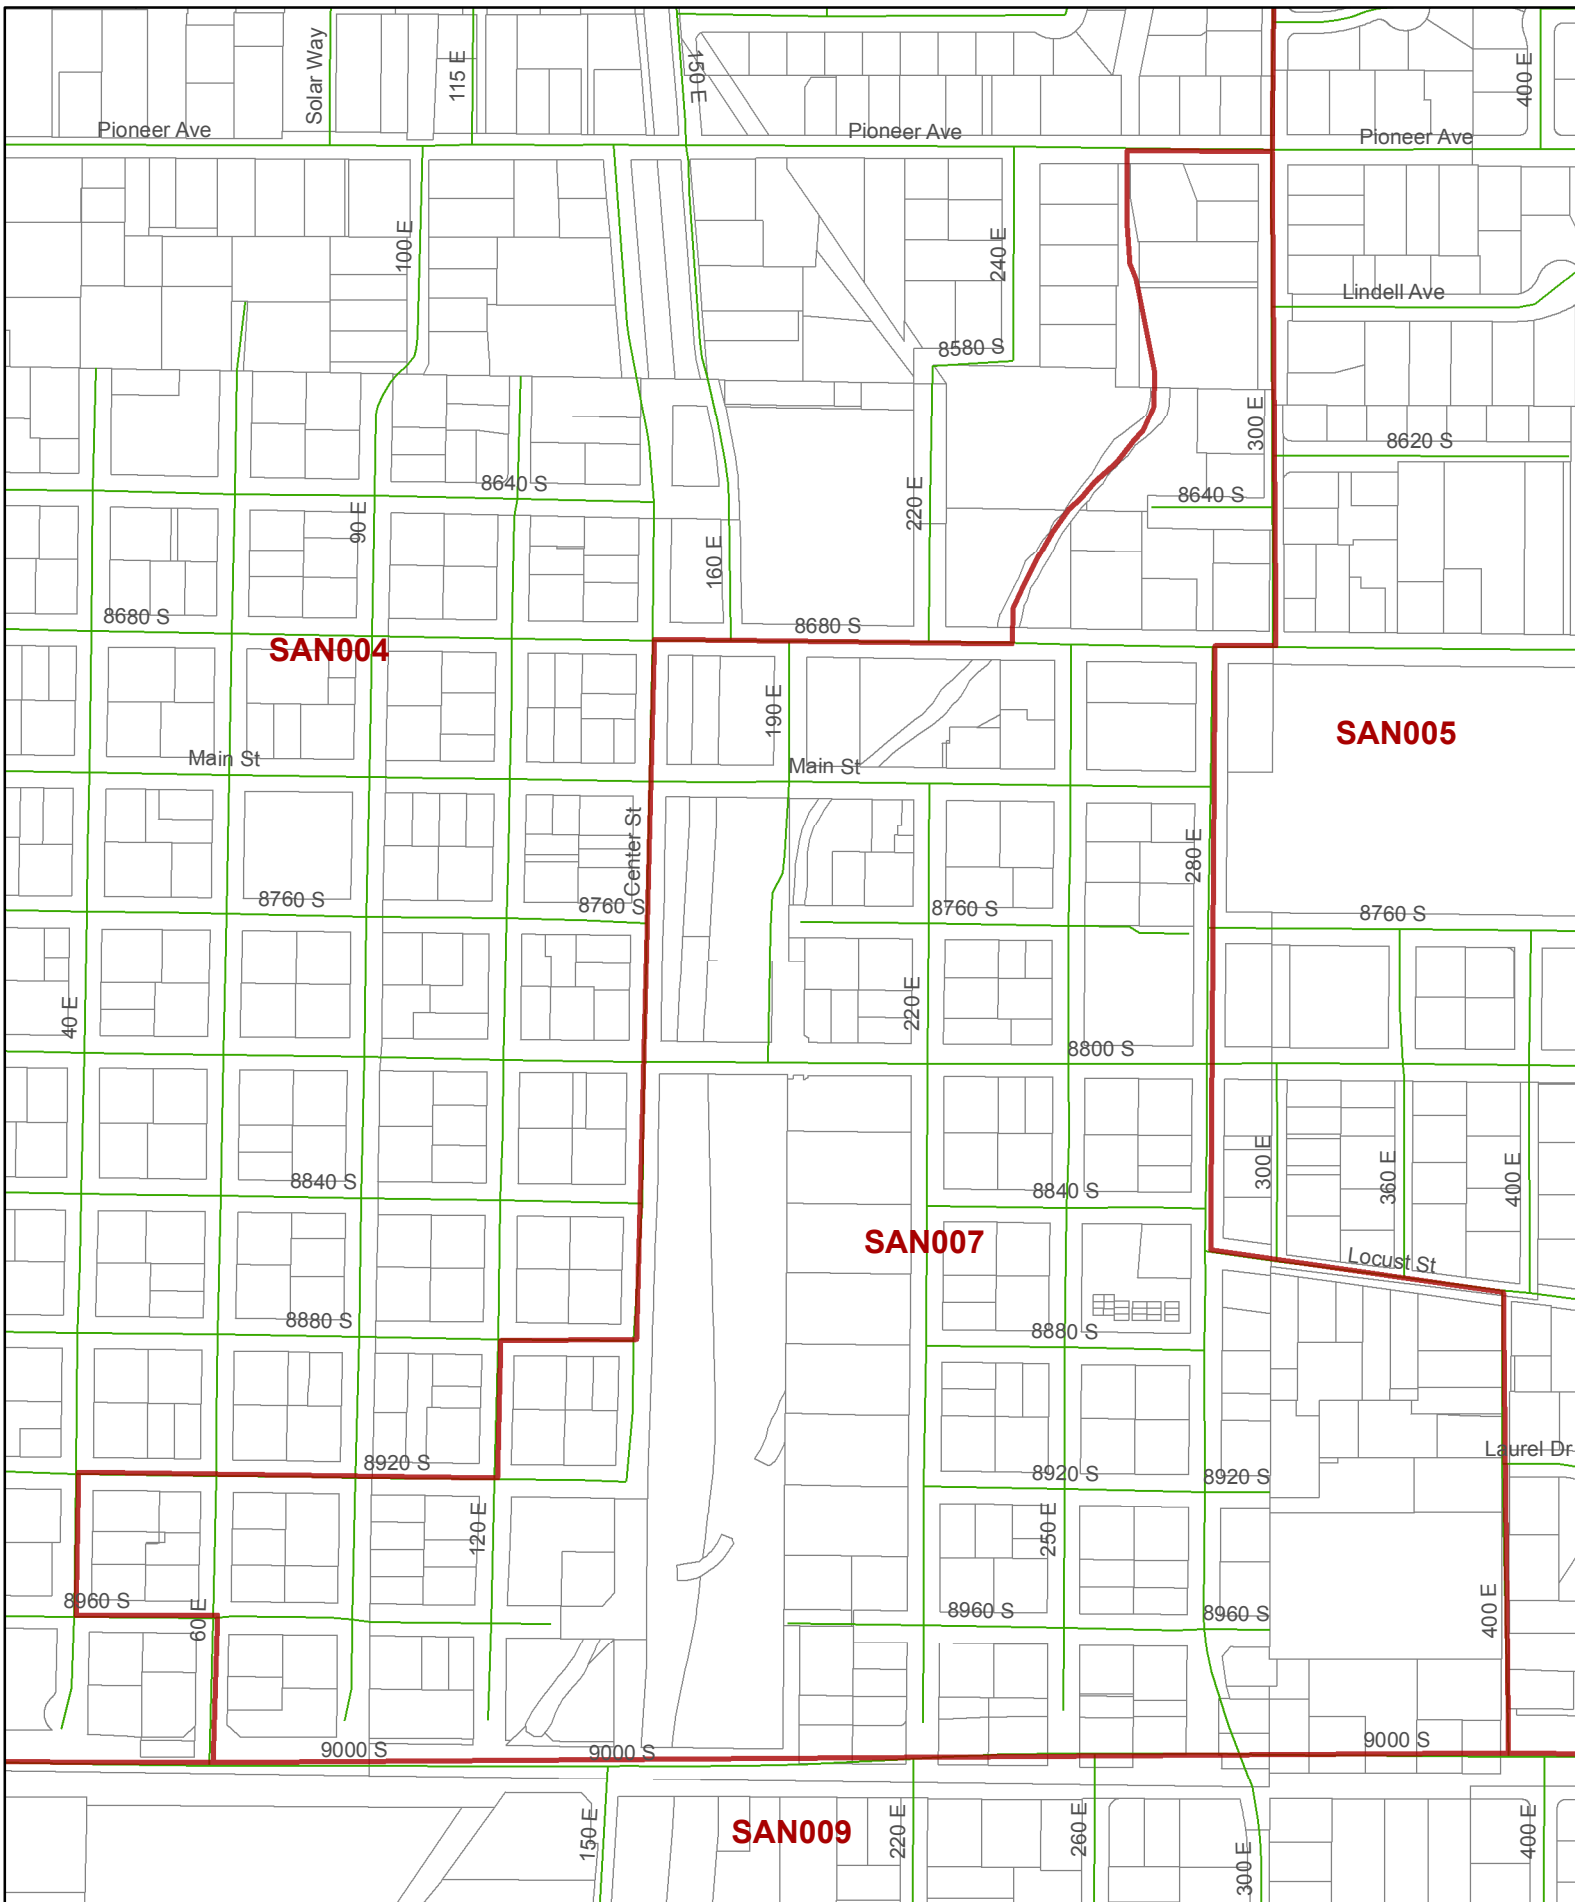 Solar Way
115 E
150 E
400 E
Pioneer Ave
Pioneer Ave
Pioneer Ave
100 E
240 E
Lindell Ave
8580 S
300 E
8620 S
8640 S
8640 S
90 E
220 E
160 E
8680 S
8680 S
SAN004
190 E
SAN005
Main St
Main St
Center St
280 E
8760 S
8760 S
8760 S
8760 S
40 E
220 E
8800 S
300 E
360 E
400 E
8840 S
8840 S
SAN007
Locust St
8880 S
8880 S
8920 S
8920 S
8920 S
Laurel Dr
120 E
250 E
8960 S
60 E
8960 S
8960 S
400 E
9000 S
9000 S
9000 S
150 E
SAN009
220 E
260 E
300 E
400 E